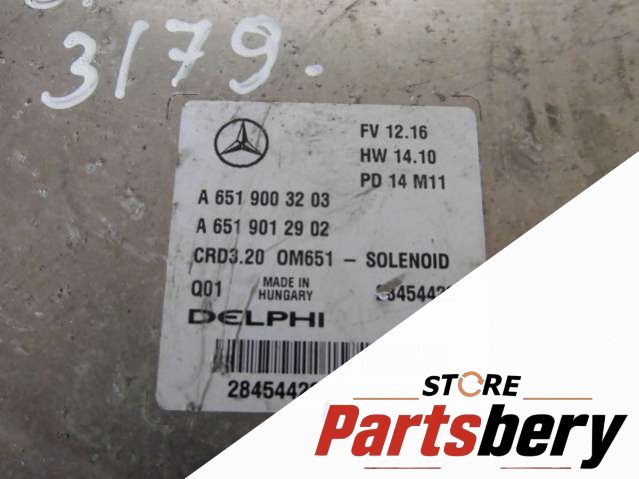 3179.
FV 12.16
HW 14.10
PD 14 M11
A 651 900 32 03
A 651 901 29 02
CRD3.20 OM651 – SOLENOID
Q01 MADE IN HUNGARY
DELPHI
STORE
Partsbery